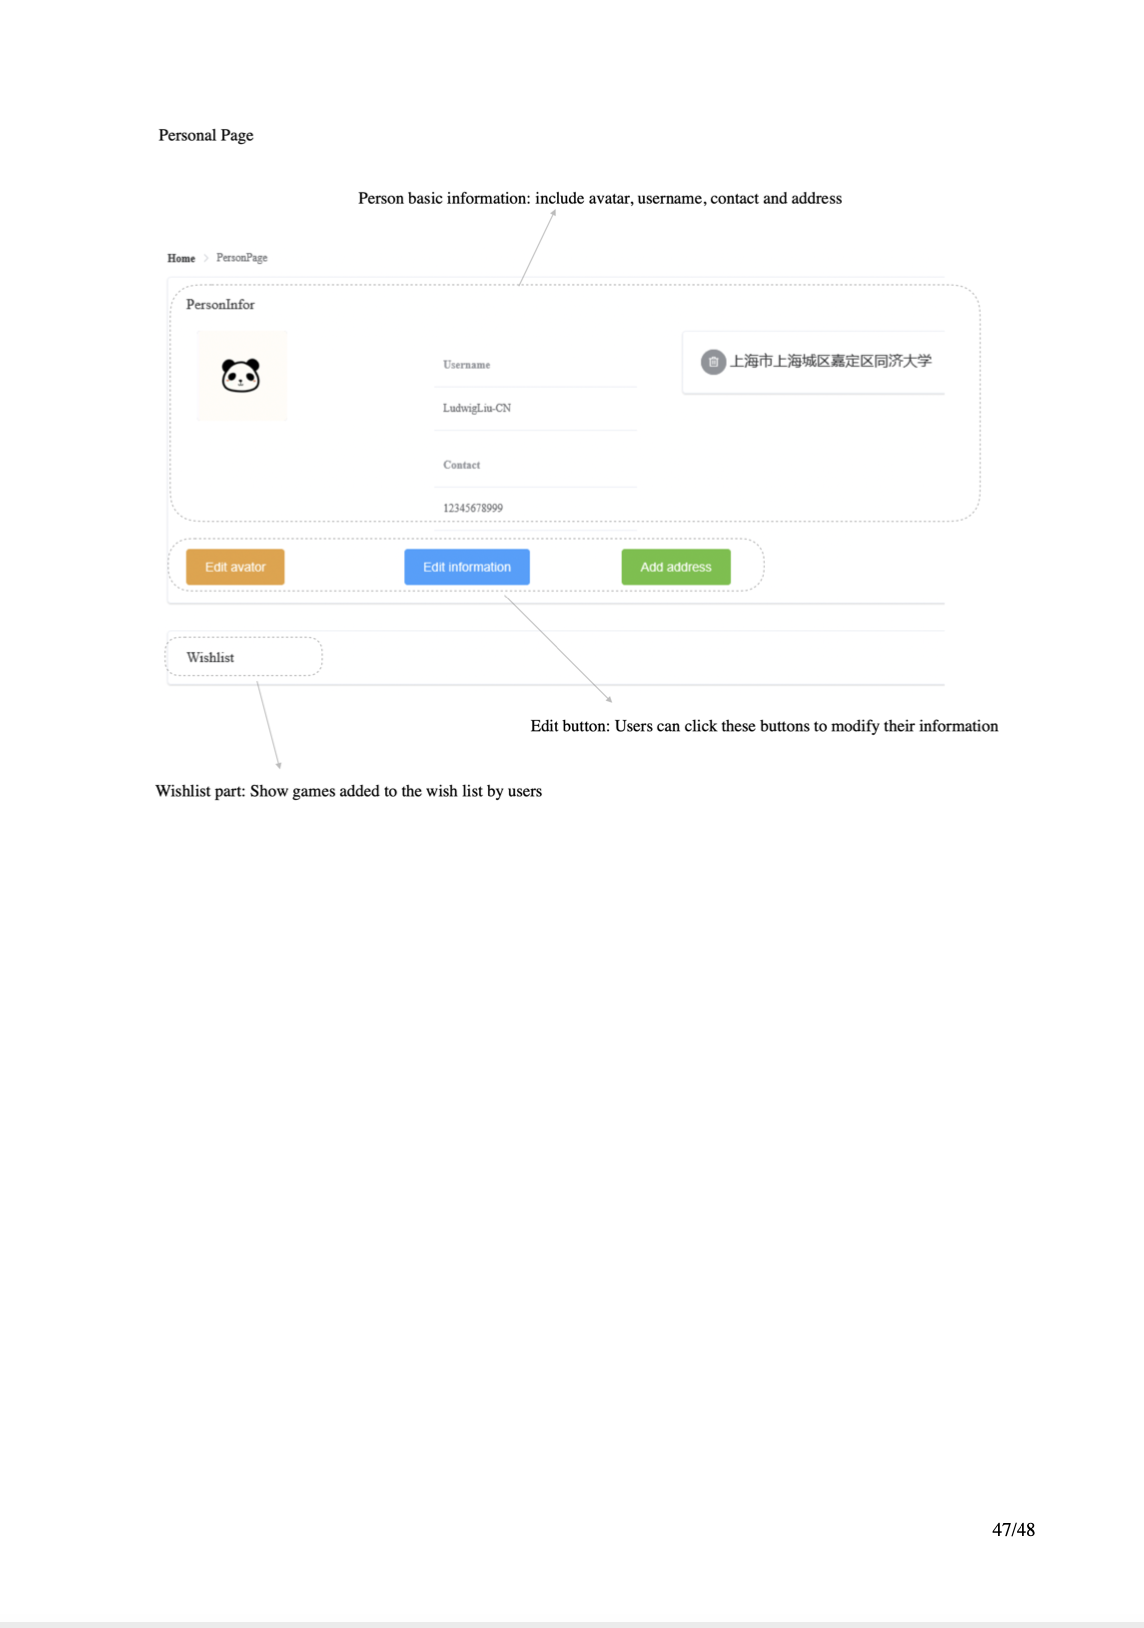 Personal Page
Person basic information: include avatar, username, contact and address
Home > PersonPage
PersonInfor
Username
LudwigLiu-CN
Contact
12345678999
上海市上海城区嘉定区同济大学
Edit avator
Edit information
Add address
Wishlist
Edit button: Users can click these buttons to modify their information
Wishlist part: Show games added to the wish list by users
47/48